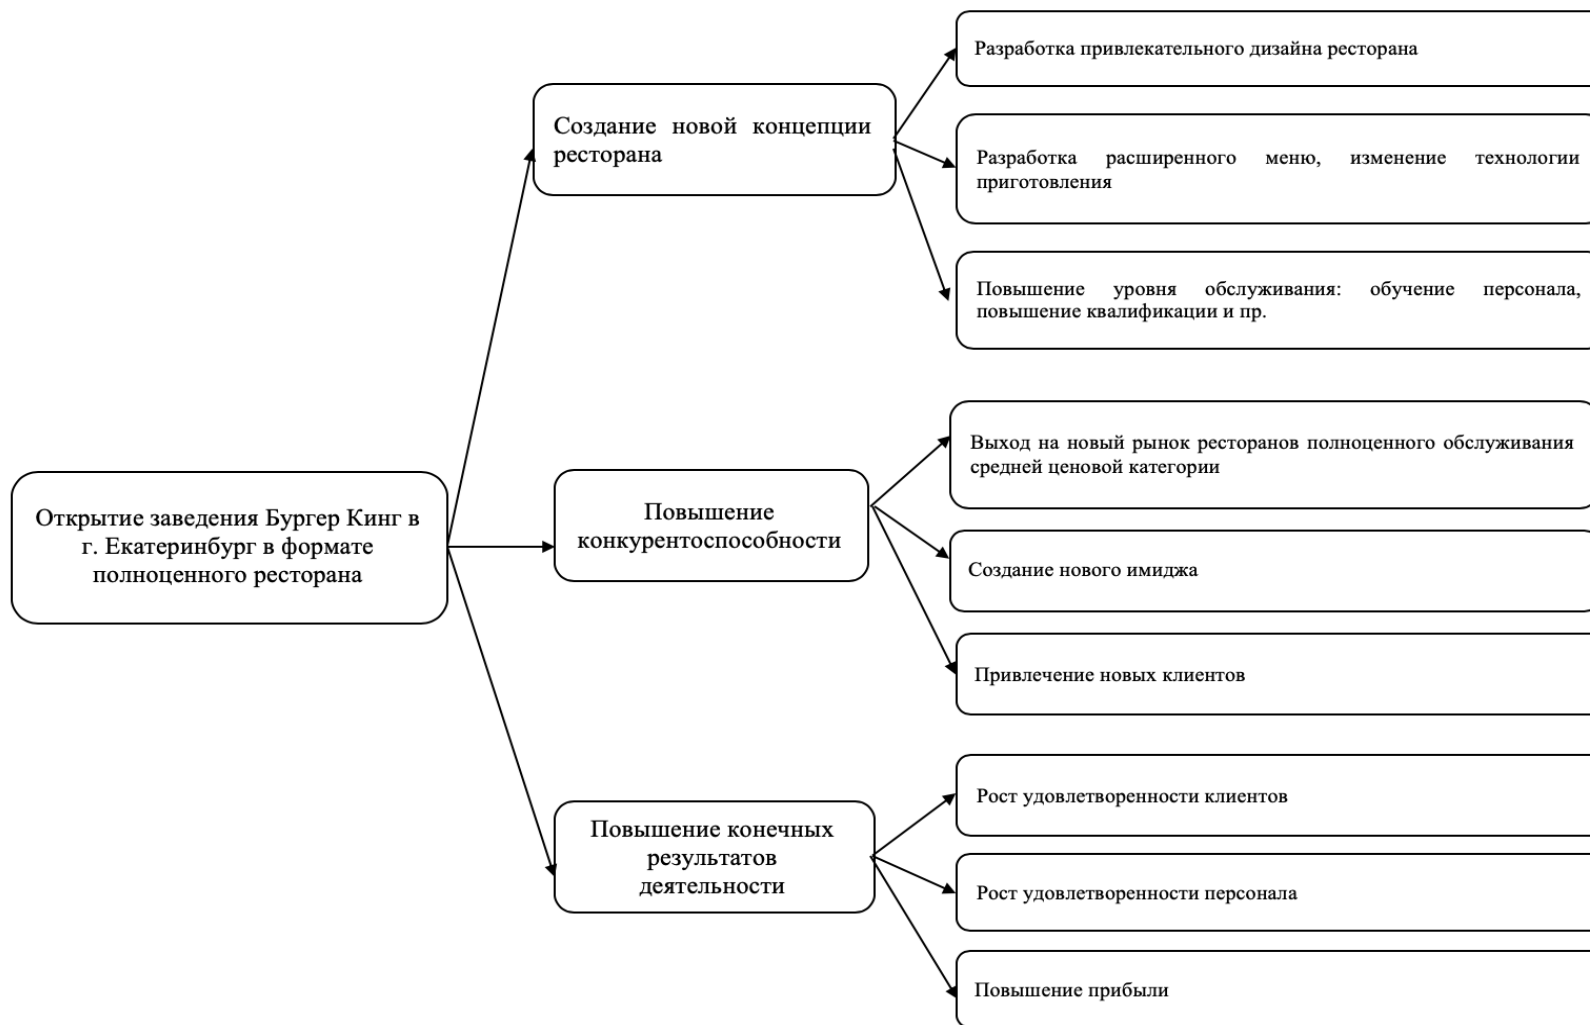 Разработка привлекательного дизайна ресторана
Создание новой концепции
ресторана
Разработка расширенного меню, изменение технологии
приготовления
Повышение уровня обслуживания: обучение персонала,
повышение квалификации и пр.
Открытие заведения Бургер Кинг в
г. Екатеринбург в формате
полноценного ресторана
Повышение
конкурентоспособности
Выход на новый рынок ресторанов полноценного обслуживания
средней ценовой категории
Создание нового имиджа
Привлечение новых клиентов
Повышение конечных
результатов
деятельности
Рост удовлетворенности клиентов
Рост удовлетворенности персонала
Повышение прибыли